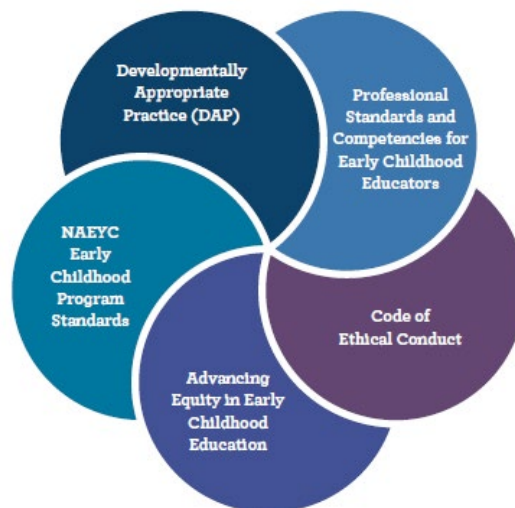 Developmentally
Appropriate
Practice (DAP)
Professional
Standards and
Competencies for
Early Childhood
Educators
NAEYC
Early
Childhood
Program
Standards
Code of
Ethical Conduct
Advancing
Equity in Early
Childhood
Education